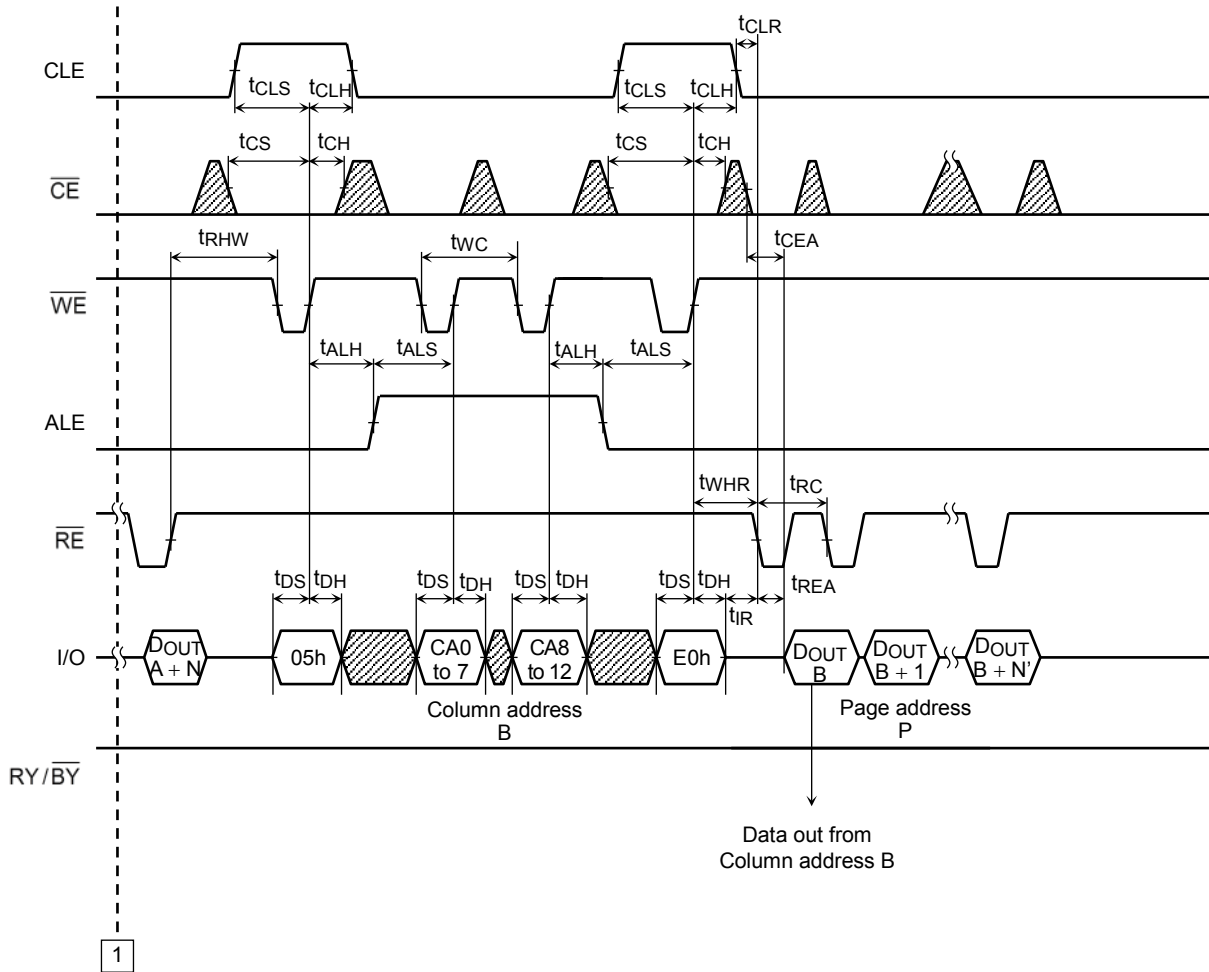 tCLR
CLE
tCLS tCLH tCLS tCLH
tCS tCH tCS tCH
CE
tRHW tWC tCEA
WE
tALH tALS tALH tALS
ALE
tWHR tRC
RE
tDS tDH tDS tDH tDS tDH tDS tDH tREA
tIR
I/O
DOUT
A + N
05h
CA0
to 7
CA8
to 12
E0h
DOUT
B
DOUT
B + 1
DOUT
B + N’
Column address
B
Page address
P
RY/BY
Data out from
Column address B
1